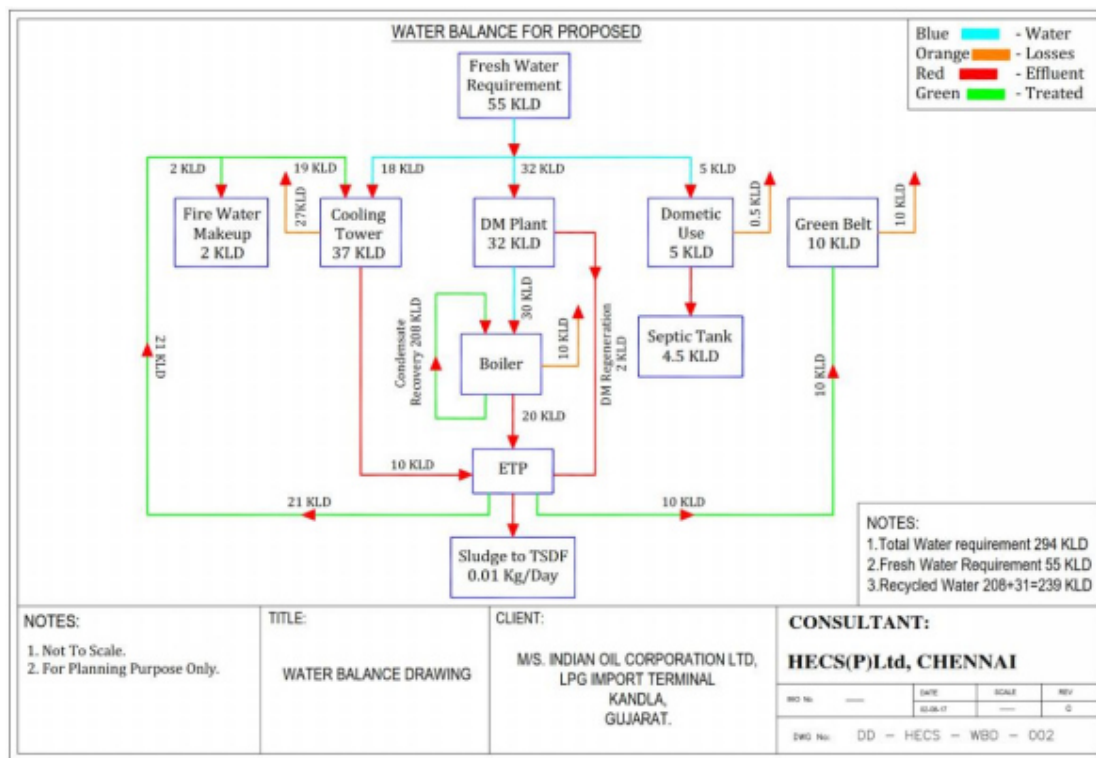 WATER BALANCE FOR PROPOSED
Blue - Water
Orange - Losses
Red - Effluent
Green - Treated
Fresh Water
Requirement
55 KLD
2 KLD
19 KLD
18 KLD
32 KLD
5 KLD
27KLD
0.5 KLD
10 KLD
Fire Water
Makeup
2 KLD
Cooling
Tower
37 KLD
DM Plant
32 KLD
Dometic
Use
5 KLD
Green Belt
10 KLD
30 KLD
Condensate
Recovery 208 KLD
Boiler
10 KLD
DM Regeneration
2 KLD
Septic Tank
4.5 KLD
21 KLD
10 KLD
20 KLD
10 KLD
ETP
21 KLD
10 KLD
Sludge to TSDF
0.01 Kg/Day
NOTES:
1.Total Water requirement 294 KLD
2.Fresh Water Requirement 55 KLD
3.Recycled Water 208+31=239 KLD
NOTES:
1. Not To Scale.
2. For Planning Purpose Only.
TITLE:
WATER BALANCE DRAWING
CLIENT:
M/S. INDIAN OIL CORPORATION LTD,
LPG IMPORT TERMINAL
KANDLA,
GUJARAT.
CONSULTANT:
HECS(P)Ltd, CHENNAI
DATE
SCALE
REV
DWG No: DD - HECS - WBD - 002